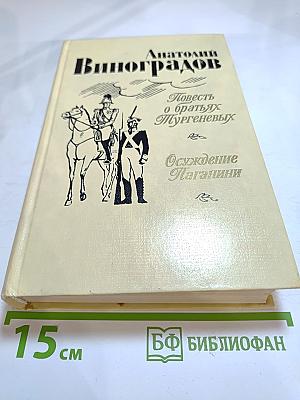 Анатолий
Виноградов
Повесть
о братьях
Тургеневых
Осуждение
Паганини
15 см
БФ БИБЛИОФАН